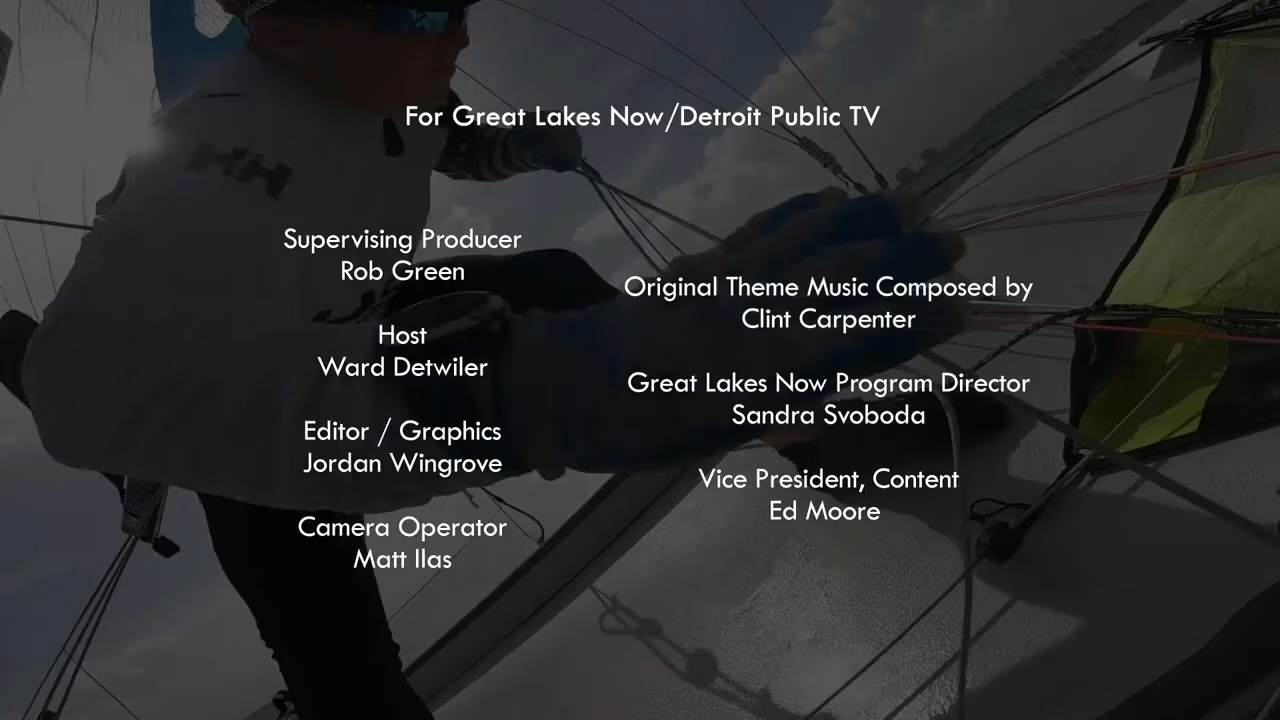 For Great Lakes Now/Detroit Public TV
Supervising Producer
Rob Green
Host
Ward Detwiler
Editor / Graphics
Jordan Wingrove
Camera Operator
Matt Ilas
Original Theme Music Composed by
Clint Carpenter
Great Lakes Now Program Director
Sandra Svoboda
Vice President, Content
Ed Moore
HH